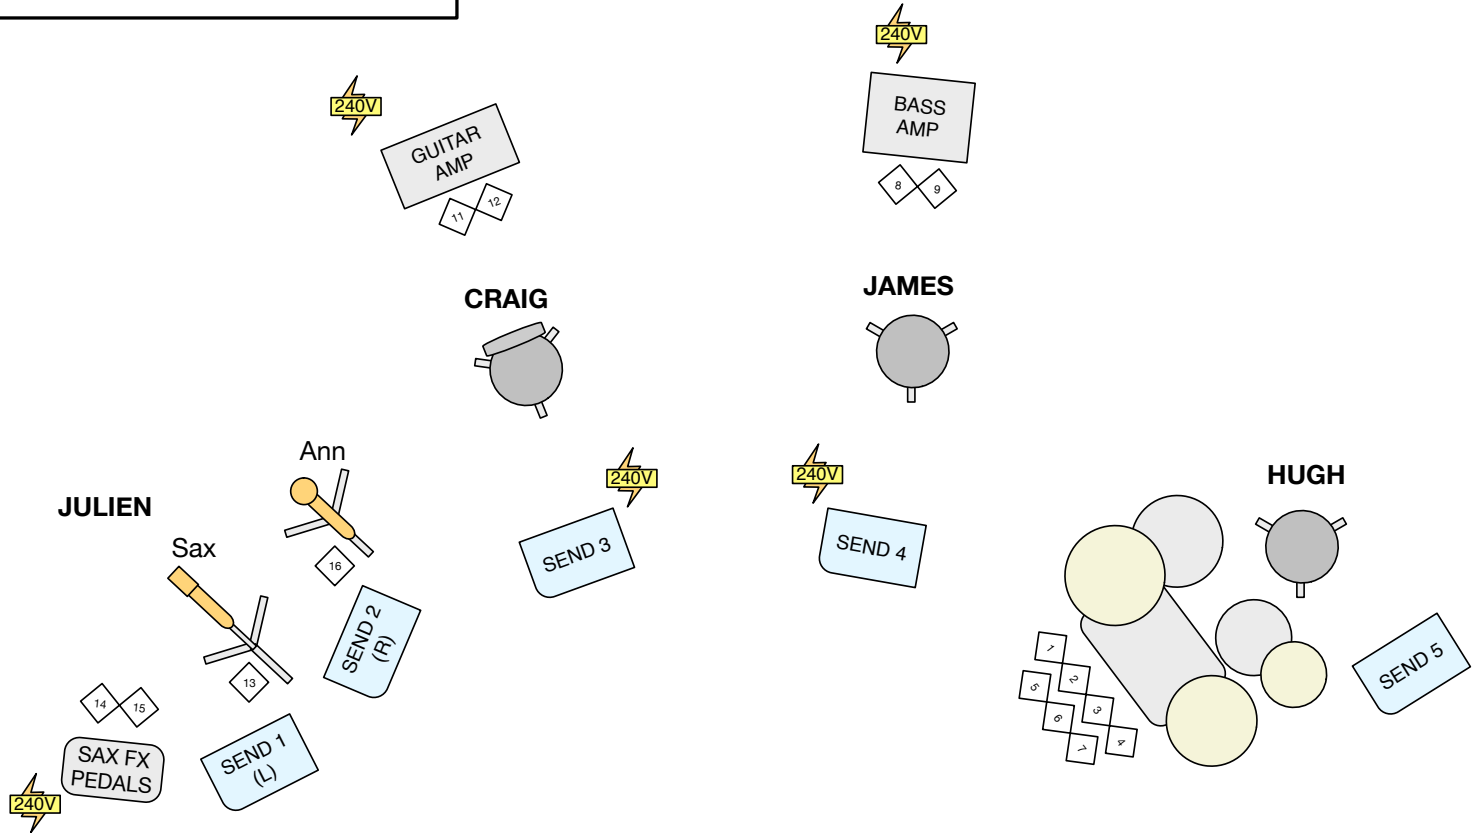 240V
BASS
AMP
8
9
240V
GUITAR
AMP
11
12
CRAIG
JAMES
Ann
JULIEN
Sax
16
240V
SEND 3
240V
SEND 4
HUGH
SEND 2
(R)
13
14
15
SAX FX
PEDALS
240V
SEND 1
(L)
1
2
3
4
5
6
7
SEND 5